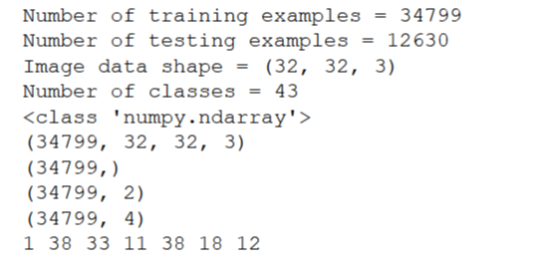 Number of training examples = 34799
Number of testing examples = 12630
Image data shape = (32, 32, 3)
Number of classes = 43
<class 'numpy.ndarray'>
(34799, 32, 32, 3)
(34799,)
(34799, 2)
(34799, 4)
1 38 33 11 38 18 12